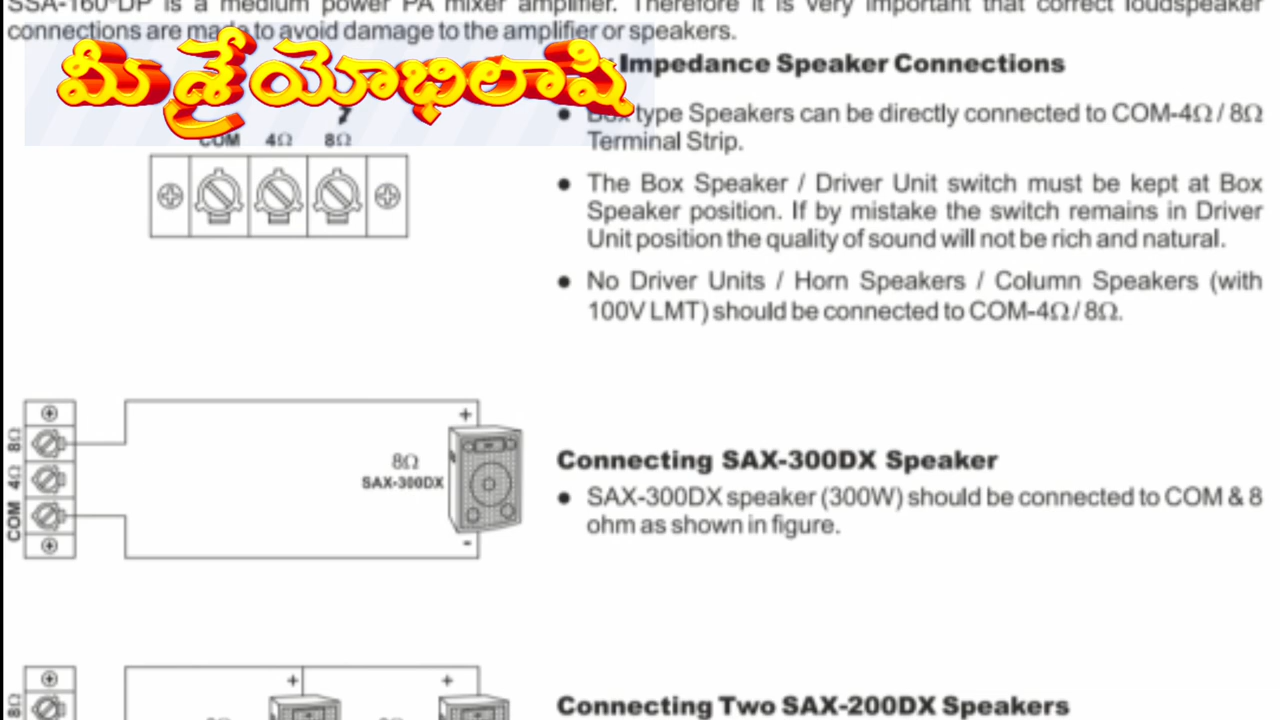 SSA-160 DP is a medium power PA mixer amplifier. Therefore it is very important that correct loudspeaker
connections are made to avoid damage to the amplifier or speakers.
మీ శ్రేయోభిలాషి
Impedance Speaker Connections
COM 4Ω 8Ω
● Box type Speakers can be directly connected to COM-4Ω / 8Ω
Terminal Strip.
● The Box Speaker / Driver Unit switch must be kept at Box
Speaker position. If by mistake the switch remains in Driver
Unit position the quality of sound will not be rich and natural.
● No Driver Units / Horn Speakers / Column Speakers (with
100V LMT) should be connected to COM-4Ω / 8Ω.
COM 4Ω 8Ω
+
8Ω
SAX-300DX
-
Connecting SAX-300DX Speaker
● SAX-300DX speaker (300W) should be connected to COM & 8
ohm as shown in figure.
8Ω
+ +
Connecting Two SAX-200DX Speakers